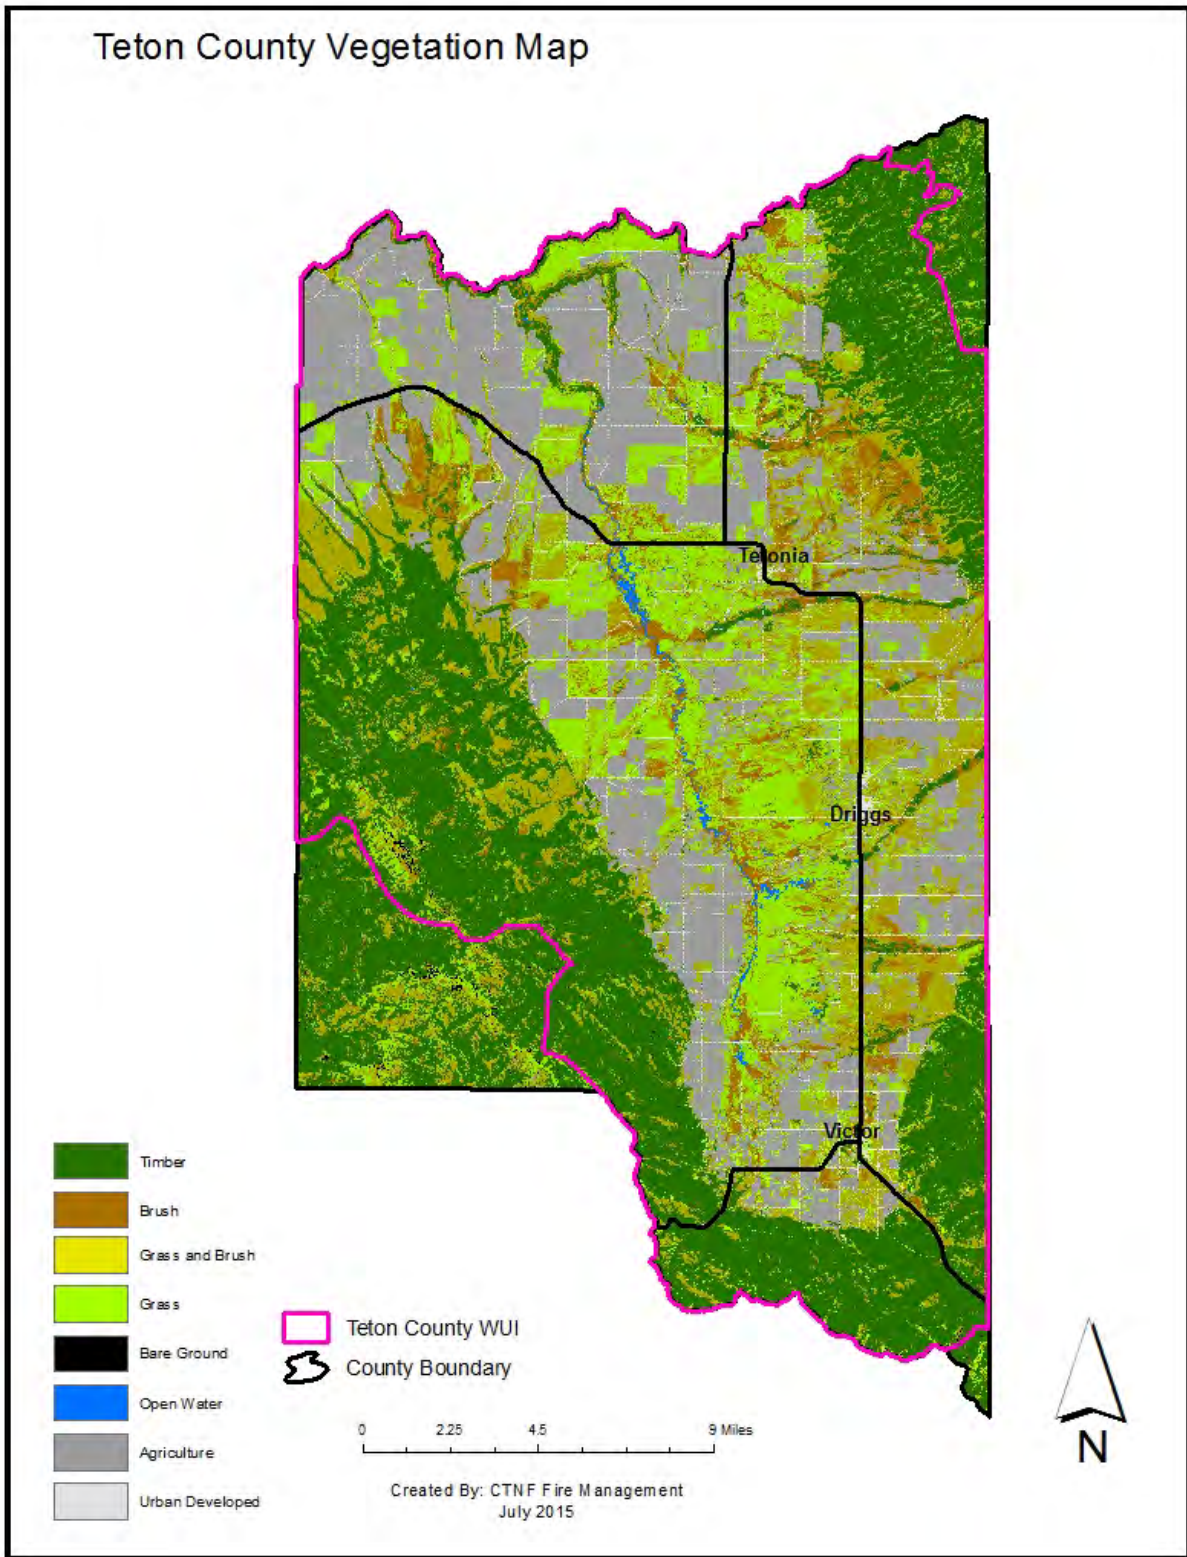 Teton County Vegetation Map
Tetonia
Driggs
Victor
Timber
Brush
Grass and Brush
Grass
Bare Ground
Open Water
Agriculture
Urban Developed
Teton County WUI
County Boundary
0 2.25 4.5 9 Miles
Created By: CTNF Fire Management
July 2015
N